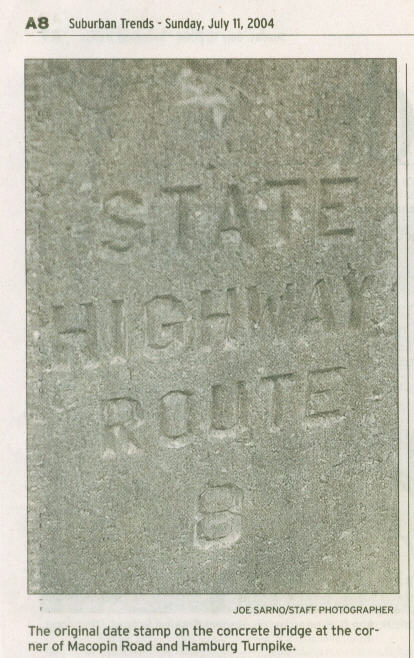 A8 Suburban Trends - Sunday, July 11, 2004
STATE
HIGHWAY
ROUTE
8
JOE SARNO/STAFF PHOTOGRAPHER
The original date stamp on the concrete bridge at the cor-
ner of Macopin Road and Hamburg Turnpike.